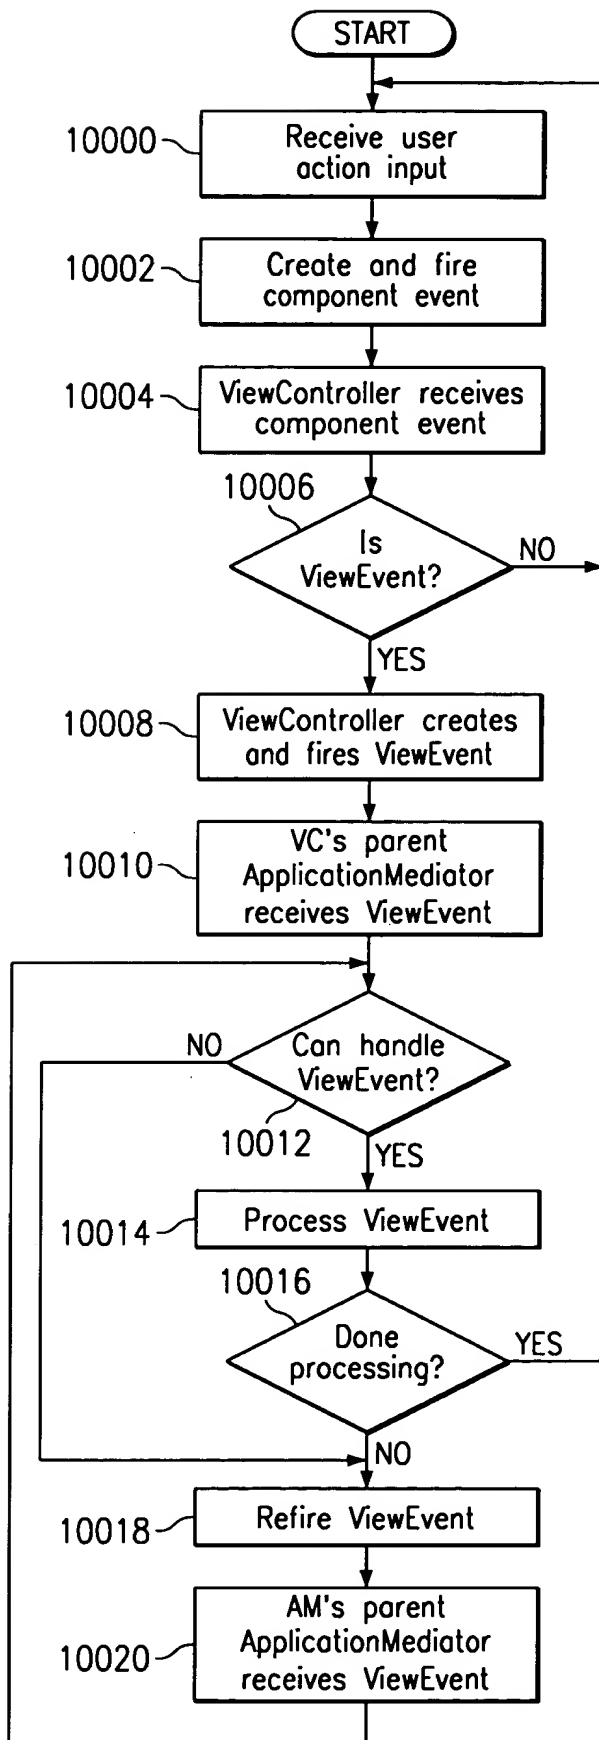 START
10000
Receive user
action input
10002
Create and fire
component event
10004
ViewController receives
component event
10006
Is
ViewEvent?
NO
YES
10008
ViewController creates
and fires ViewEvent
10010
VC's parent
ApplicationMediator
receives ViewEvent
NO
Can handle
ViewEvent?
10012
YES
10014
Process ViewEvent
10016
Done
processing?
YES
NO
10018
Refire ViewEvent
10020
AM's parent
ApplicationMediator
receives ViewEvent